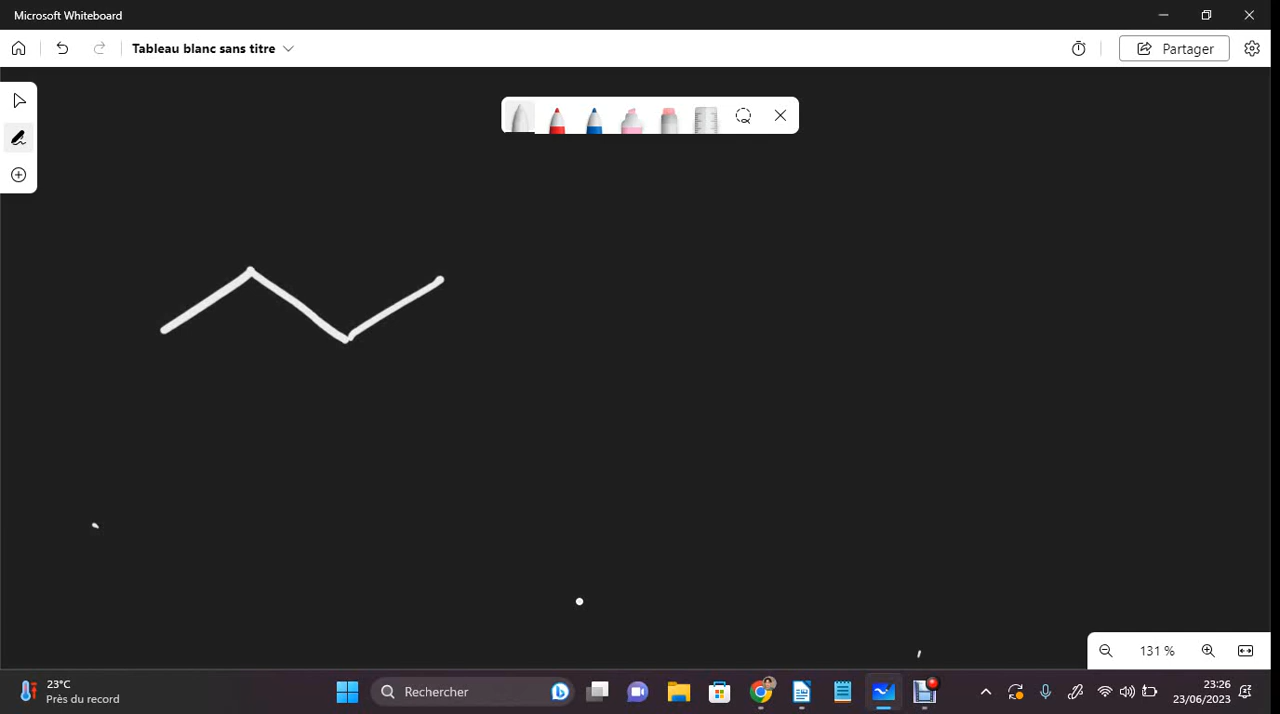 Microsoft Whiteboard
Tableau blanc sans titre
Partager
131 %
23°C
Près du record
Rechercher
23:26
23/06/2023